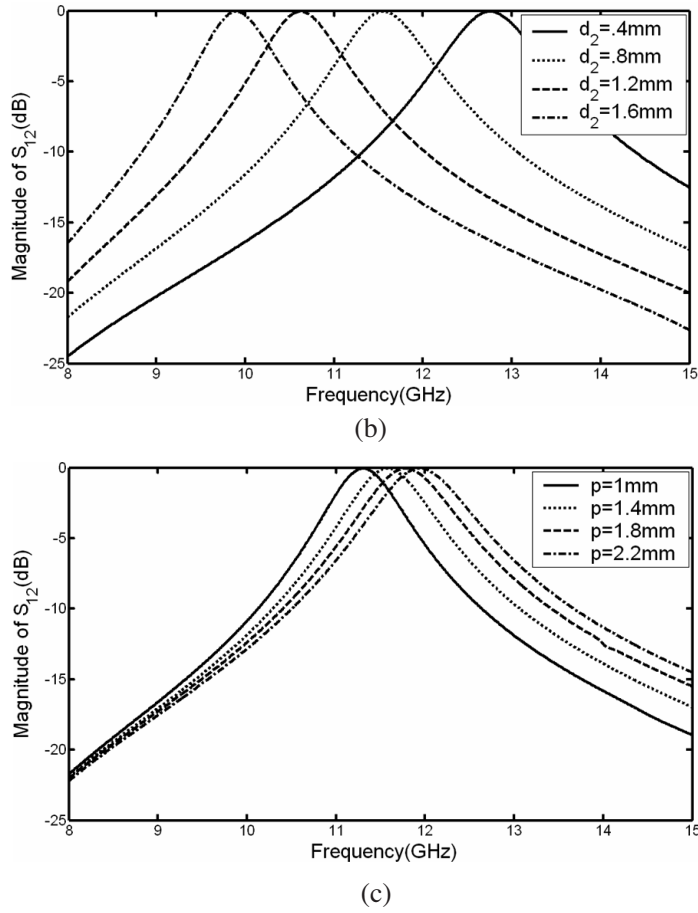 0
-5
-10
-15
-20
-25
Magnitude of S12(dB)
d2=.4mm
d2=.8mm
d2=1.2mm
d2=1.6mm
8 9 10 11 12 13 14 15
Frequency(GHz)
(b)
0
-5
-10
-15
-20
-25
Magnitude of S12(dB)
p=1mm
p=1.4mm
p=1.8mm
p=2.2mm
8 9 10 11 12 13 14 15
Frequency(GHz)
(c)